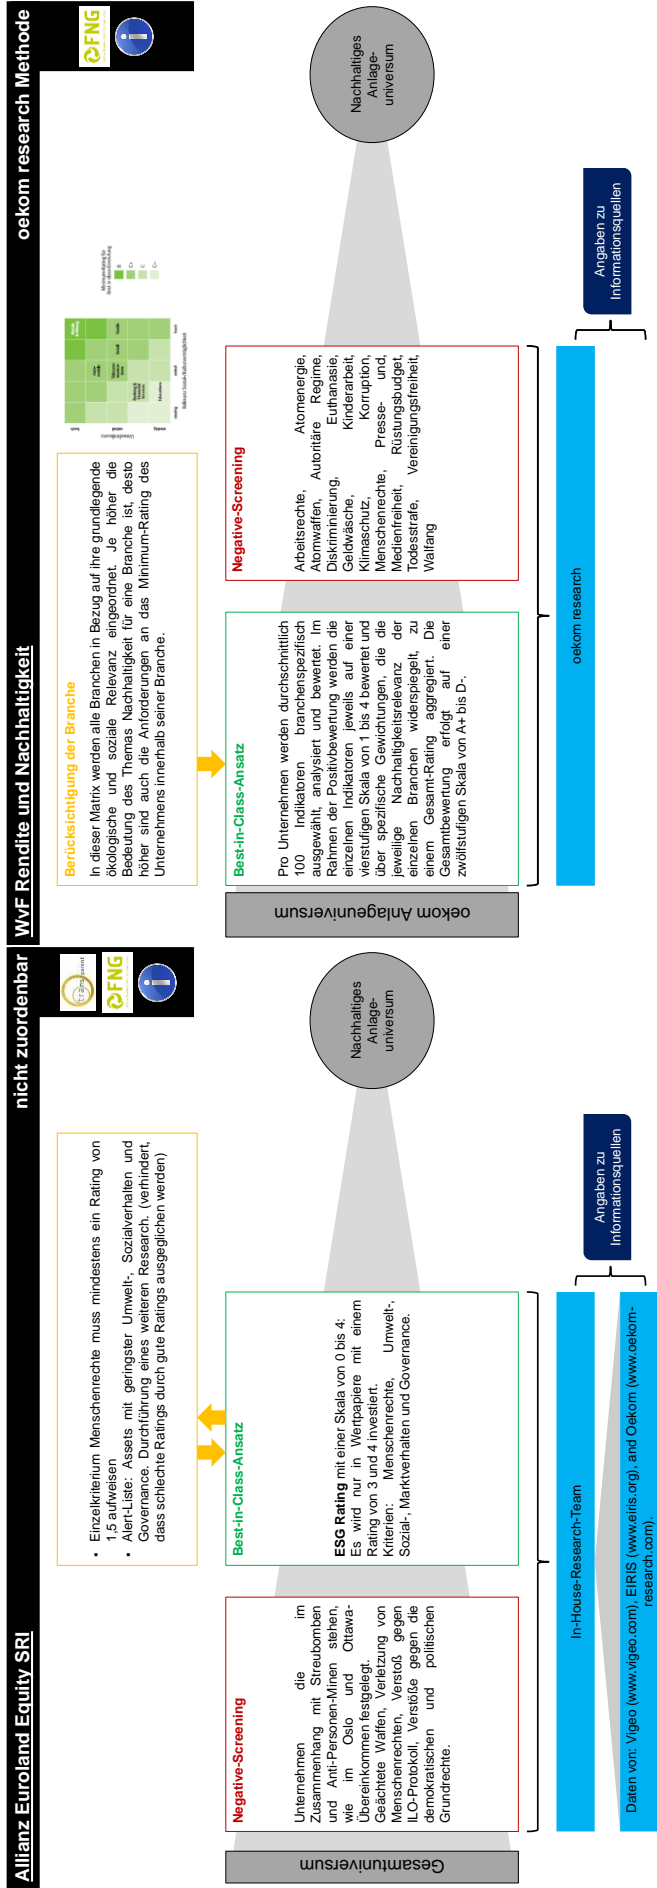 Allianz Euroland Equity SRI
nicht zuordenbar
▪ Einzelkriterium Menschenrechte muss mindestens ein Rating von
1,5 aufweisen
▪ Alert-Liste: Assets mit geringster Umwelt-, Sozialverhalten und
Governance. Durchführung eines weiteren Research. (verhindert,
dass schlechte Ratings durch gute Ratings ausgeglichen werden)
transparent
FNG
i
Gesamtuniversum
Negative-Screening
Unternehmen die im
Zusammenhang mit Streubomben
und Anti-Personen-Minen stehen,
wie im Oslo und Ottawa-
Übereinkommen festgelegt.
Geächtete Waffen, Verletzung von
Menschenrechten, Verstoß gegen
ILO-Protokoll, Verstöße gegen die
demokratischen und politischen
Grundrechte.
Best-in-Class-Ansatz
ESG Rating mit einer Skala von 0 bis 4:
Es wird nur in Wertpapiere mit einem
Rating von 3 und 4 investiert.
Kriterien: Menschenrechte, Umwelt-,
Sozial-, Marktverhalten und Governance.
Nachhaltiges
Anlage-
universum
In-House-Research-Team
Daten von: Vigeo (www.vigeo.com), EIRIS (www.eiris.org), and Oekom (www.oekom-
research.com).
Angaben zu
Informationsquellen
WvF Rendite und Nachhaltigkeit
oekom research Methode
Berücksichtigung der Branche
In dieser Matrix werden alle Branchen in Bezug auf ihre grundlegende
ökologische und soziale Relevanz eingeordnet. Je höher die
Bedeutung des Themas Nachhaltigkeit für eine Branche ist, desto
höher sind auch die Anforderungen an das Minimum-Rating des
Unternehmens innerhalb seiner Branche.
FNG
i
oekom Anlageuniversum
Best-in-Class-Ansatz
Pro Unternehmen werden durchschnittlich
100 Indikatoren branchenspezifisch
ausgewählt, analysiert und bewertet. Im
Rahmen der Positivbewertung werden die
einzelnen Indikatoren jeweils auf einer
vierstufigen Skala von 1 bis 4 bewertet und
über spezifische Gewichtungen, die die
jeweilige Nachhaltigkeitsrelevanz der
einzelnen Branchen widerspiegelt, zu
einem Gesamt-Rating aggregiert. Die
Gesamtbewertung erfolgt auf einer
zwölfstufigen Skala von A+ bis D-.
Negative-Screening
Arbeitsrechte, Atomenergie,
Atomwaffen, Autoritäre Regime,
Diskriminierung, Euthanasie,
Geldwäsche, Kinderarbeit,
Klimaschutz, Korruption,
Menschenrechte, Presse- und,
Medienfreiheit, Rüstungsbudget,
Todesstrafe, Vereinigungsfreiheit,
Walfang
Nachhaltiges
Anlage-
universum
oekom research
Angaben zu
Informationsquellen